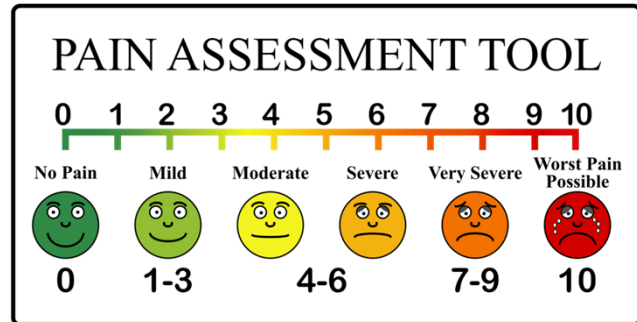 PAIN ASSESSMENT TOOL
0 1 2 3 4 5 6 7 8 9 10
No Pain Mild Moderate Severe Very Severe Worst Pain Possible
0 1-3 4-6 7-9 10